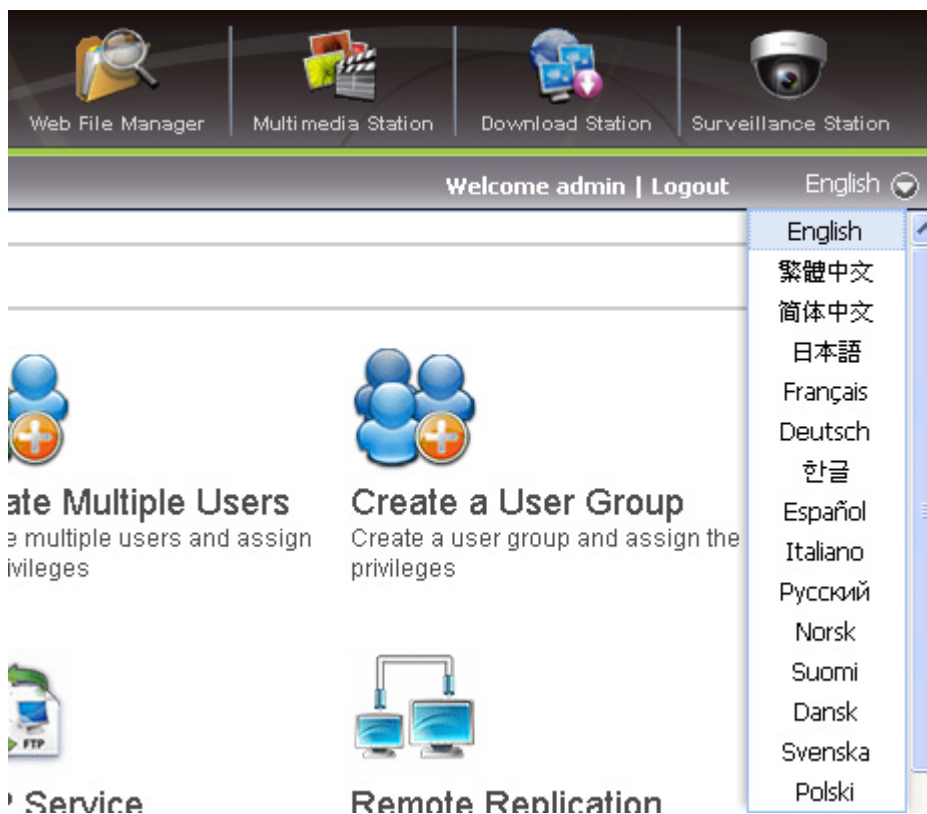 Web File Manager
Multimedia Station
Download Station
Surveillance Station
Welcome admin | Logout
English
English
繁體中文
简体中文
日本語
Français
Deutsch
한글
Español
Italiano
Русский
Norsk
Suomi
Dansk
Svenska
Polski
ate Multiple Users
e multiple users and assign
ivileges
Create a User Group
Create a user group and assign the
privileges
FTP
P Service
Remote Replication